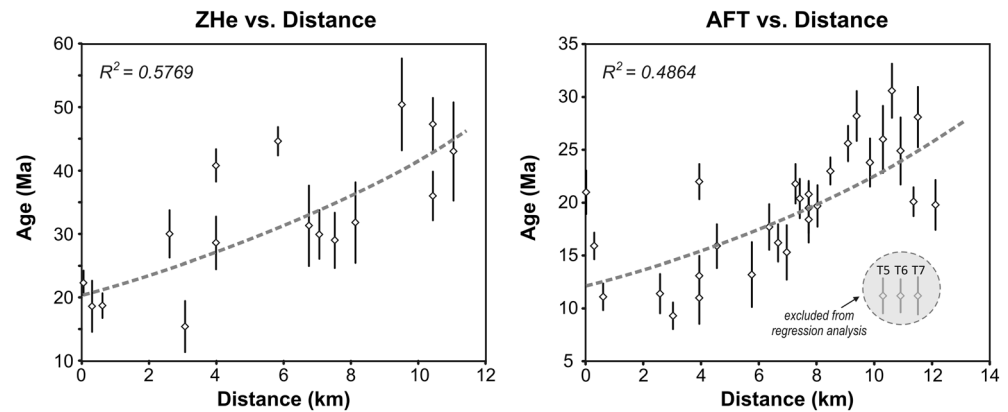 ZHe vs. Distance
60
50
40
30
20
10
Age (Ma)
R² = 0.5769
0 2 4 6 8 10 12
Distance (km)
AFT vs. Distance
35
30
25
20
15
10
5
Age (Ma)
R² = 0.4864
T5 T6 T7
excluded from
regression analysis
0 2 4 6 8 10 12 14
Distance (km)